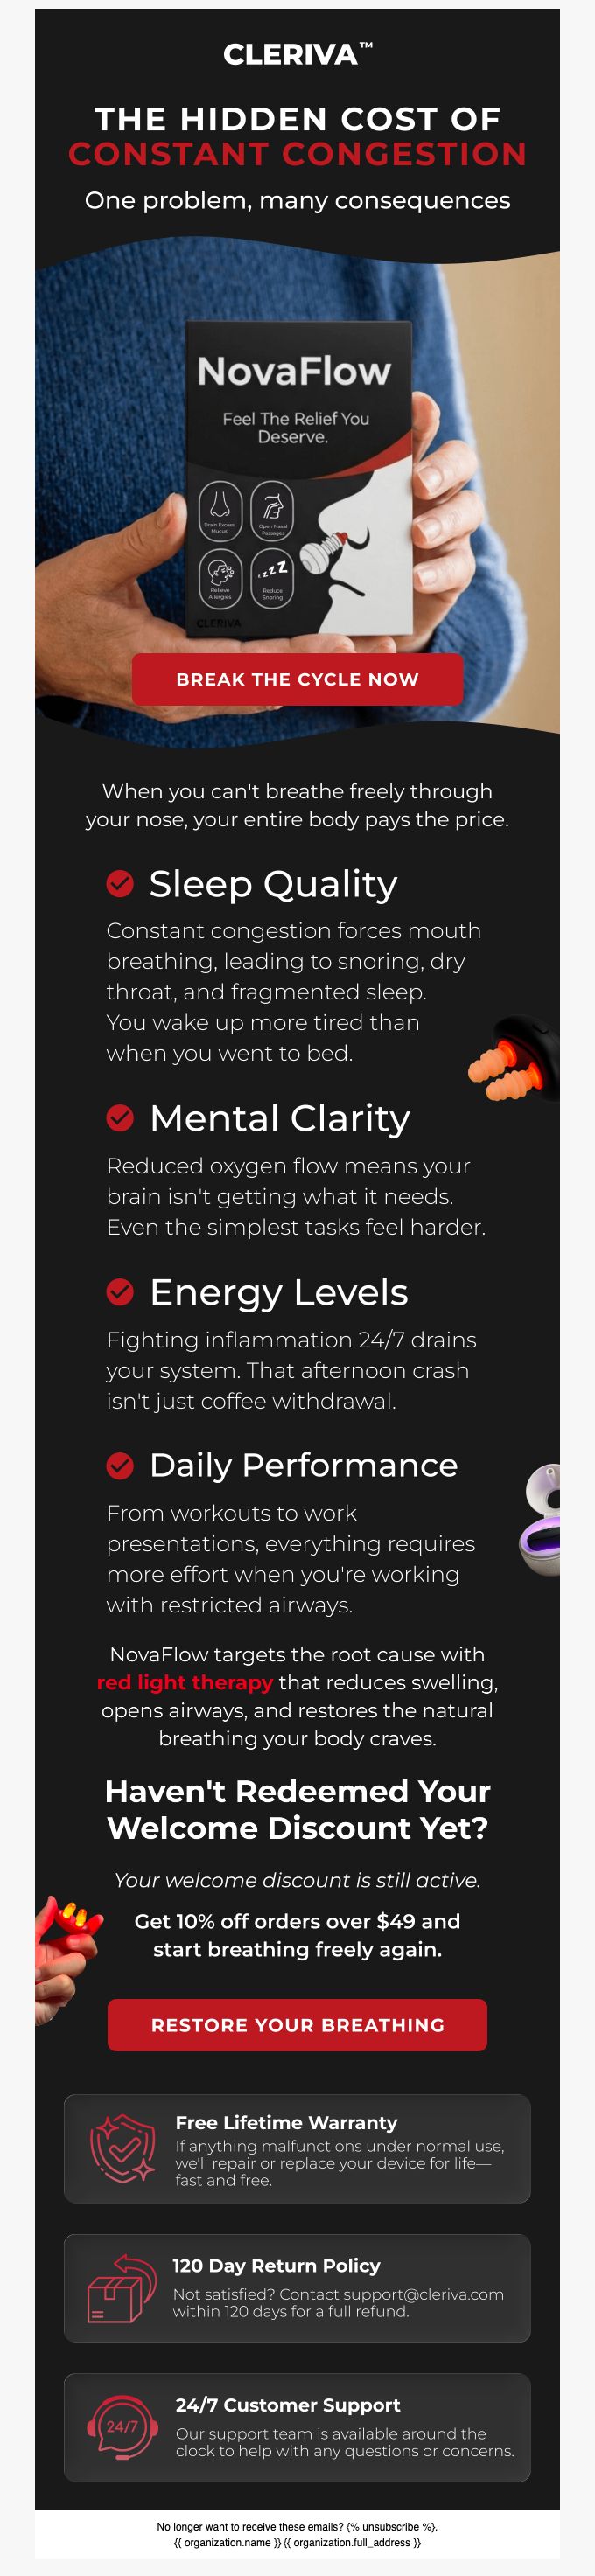 CLERIVA™
THE HIDDEN COST OF
CONSTANT CONGESTION
One problem, many consequences
NovaFlow
Feel The Relief You
Deserve.
Drain Excess
Mucus
Open Nasal
Passages
Relieve
Allergies
zzZ
Reduce
Snoring
CLERIVA
BREAK THE CYCLE NOW
When you can't breathe freely through
your nose, your entire body pays the price.
Sleep Quality
Constant congestion forces mouth
breathing, leading to snoring, dry
throat, and fragmented sleep.
You wake up more tired than
when you went to bed.
Mental Clarity
Reduced oxygen flow means your
brain isn't getting what it needs.
Even the simplest tasks feel harder.
Energy Levels
Fighting inflammation 24/7 drains
your system. That afternoon crash
isn't just coffee withdrawal.
Daily Performance
From workouts to work
presentations, everything requires
more effort when you're working
with restricted airways.
NovaFlow targets the root cause with
red light therapy that reduces swelling,
opens airways, and restores the natural
breathing your body craves.
Haven't Redeemed Your
Welcome Discount Yet?
Your welcome discount is still active.
Get 10% off orders over $49 and
start breathing freely again.
RESTORE YOUR BREATHING
Free Lifetime Warranty
If anything malfunctions under normal use,
we'll repair or replace your device for life—
fast and free.
120 Day Return Policy
Not satisfied? Contact support@cleriva.com
within 120 days for a full refund.
24/7
24/7 Customer Support
Our support team is available around the
clock to help with any questions or concerns.
No longer want to receive these emails? {% unsubscribe %}.
{{ organization.name }} {{ organization.full_address }}